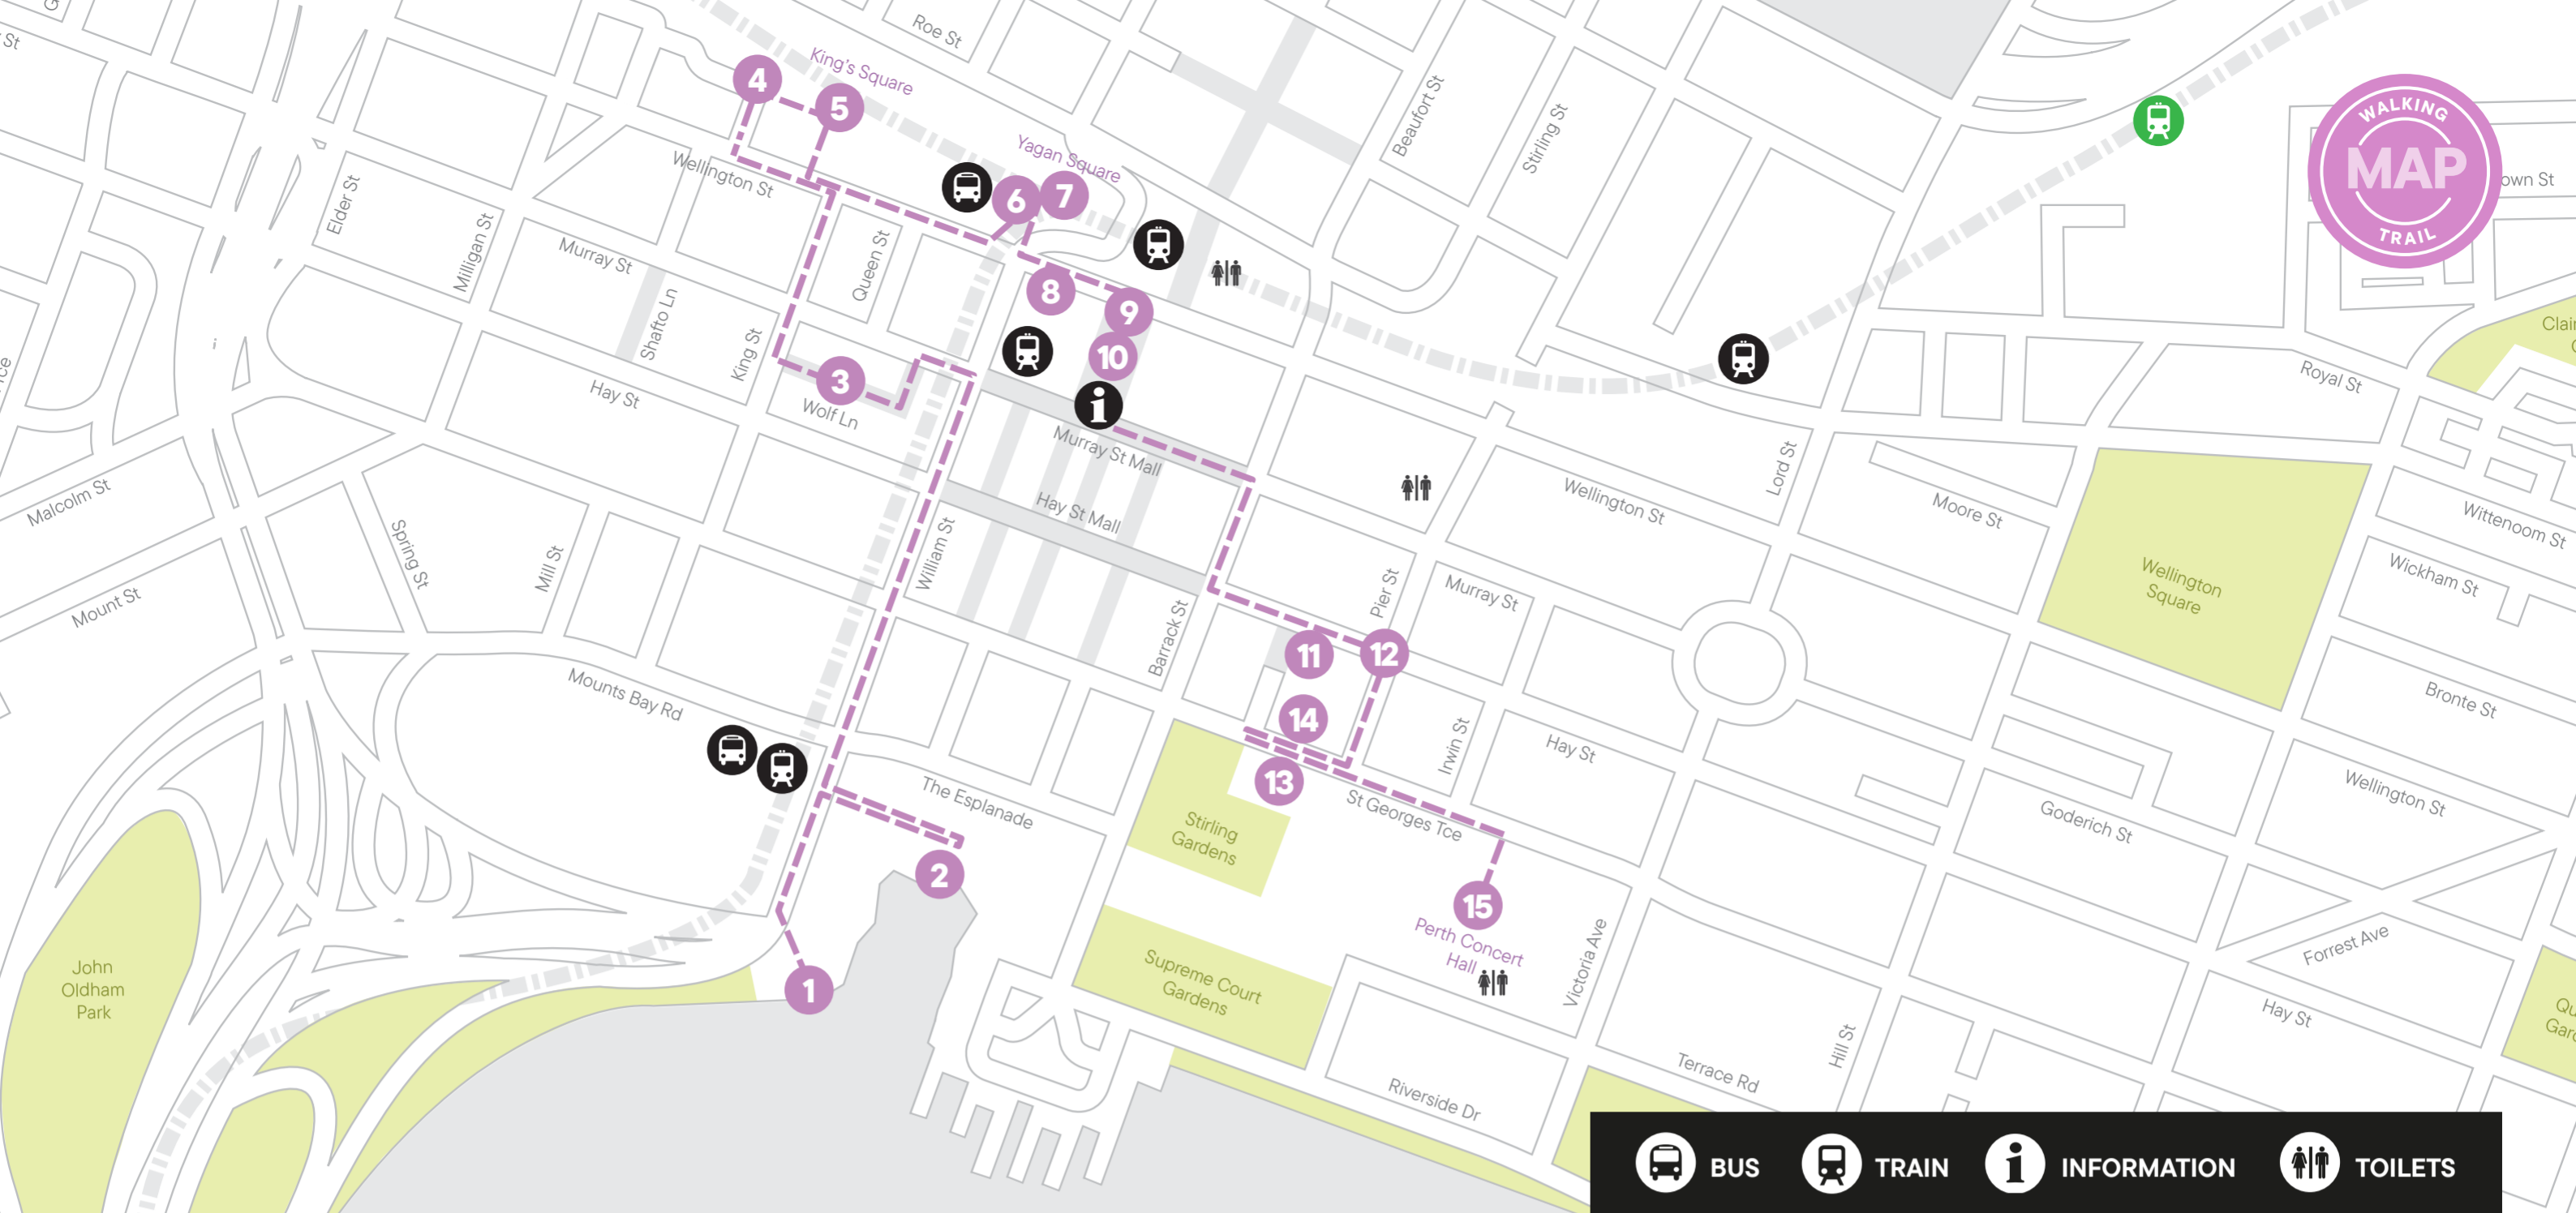 St
Roe St
King's Square
4
5
WALKING
MAP
TRAIL
Beaufort St
Stirling St
Yagan Square
Wellington St
own St
6
7
Elder St
Milligan St
Murray St
Queen St
8
9
10
Shafto Ln
King St
3
Wolf Ln
Hay St
Murray St Mall
Hay St Mall
Royal St
Clai
Lord St
Wellington St
Moore St
Wittenoom St
Malcolm St
Spring St
Mill St
William St
Mount St
Barrack St
Pier St
Murray St
Wellington
Square
Wickham St
11
12
Bronte St
Mounts Bay Rd
14
13
Irwin St
Hay St
The Esplanade
St Georges Tce
Stirling
Gardens
Goderich St
Wellington St
2
15
Perth Concert
Hall
Victoria Ave
Forrest Ave
John
Oldham
Park
1
Supreme Court
Gardens
Hay St
Qu
Gard
Hill St
Terrace Rd
Riverside Dr
BUS
TRAIN
INFORMATION
TOILETS